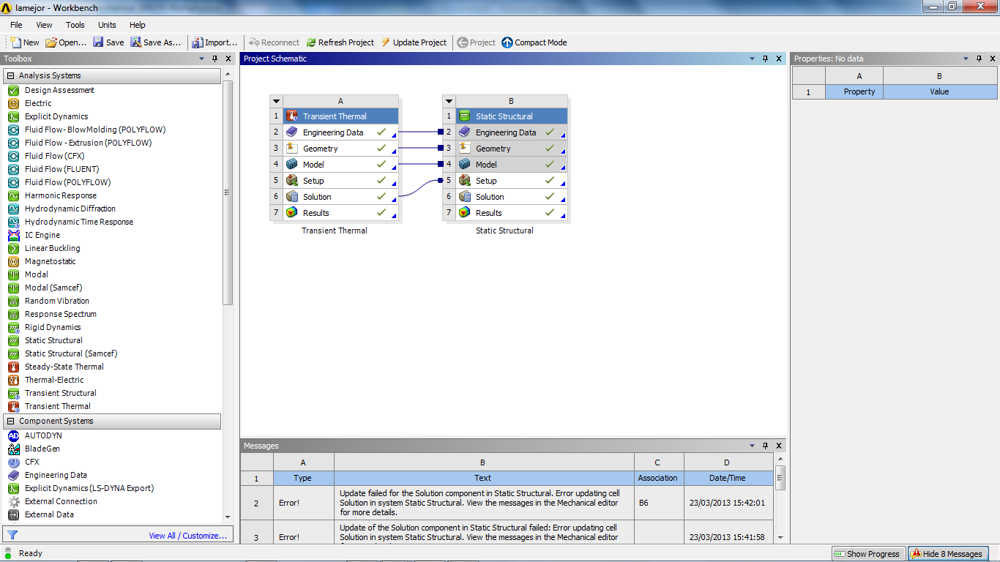 lamejor - Workbench
File View Tools Units Help
New Open... Save Save As... Import... Reconnect Refresh Project Update Project Project Compact Mode
Toolbox
Analysis Systems
Design Assessment
Electric
Explicit Dynamics
Fluid Flow- BlowMolding (POLYFLOW)
Fluid Flow - Extrusion (POLYFLOW)
Fluid Flow (CFX)
Fluid Flow (FLUENT)
Fluid Flow (POLYFLOW)
Harmonic Response
Hydrodynamic Diffraction
Hydrodynamic Time Response
IC Engine
Linear Buckling
Magnetostatic
Modal
Modal (Samcef)
Random Vibration
Response Spectrum
Rigid Dynamics
Static Structural
Static Structural (Samcef)
Steady-State Thermal
Thermal-Electric
Transient Structural
Transient Thermal
Component Systems
AUTODYN
BladeGen
CFX
Engineering Data
Explicit Dynamics (LS-DYNA Export)
External Connection
External Data
View All / Customize...
Project Schematic
A
1 Transient Thermal
2 Engineering Data
3 Geometry
4 Model
5 Setup
6 Solution
7 Results
Transient Thermal
B
1 Static Structural
2 Engineering Data
3 Geometry
4 Model
5 Setup
6 Solution
7 Results
Static Structural
Properties: No data
A B
1 Property Value
Messages
A B C D
1 Type Text Association Date/Time
2 Error! Update failed for the Solution component in Static Structural. Error updating cell
Solution in system Static Structural. View the messages in the Mechanical editor
for more details.
B6 23/03/2013 15:42:01
3 Error! Update of the Solution component in Static Structural failed: Error updating cell
Solution in system Static Structural. View the messages in the Mechanical editor
23/03/2013 15:41:58
Ready
Show Progress Hide 8 Messages